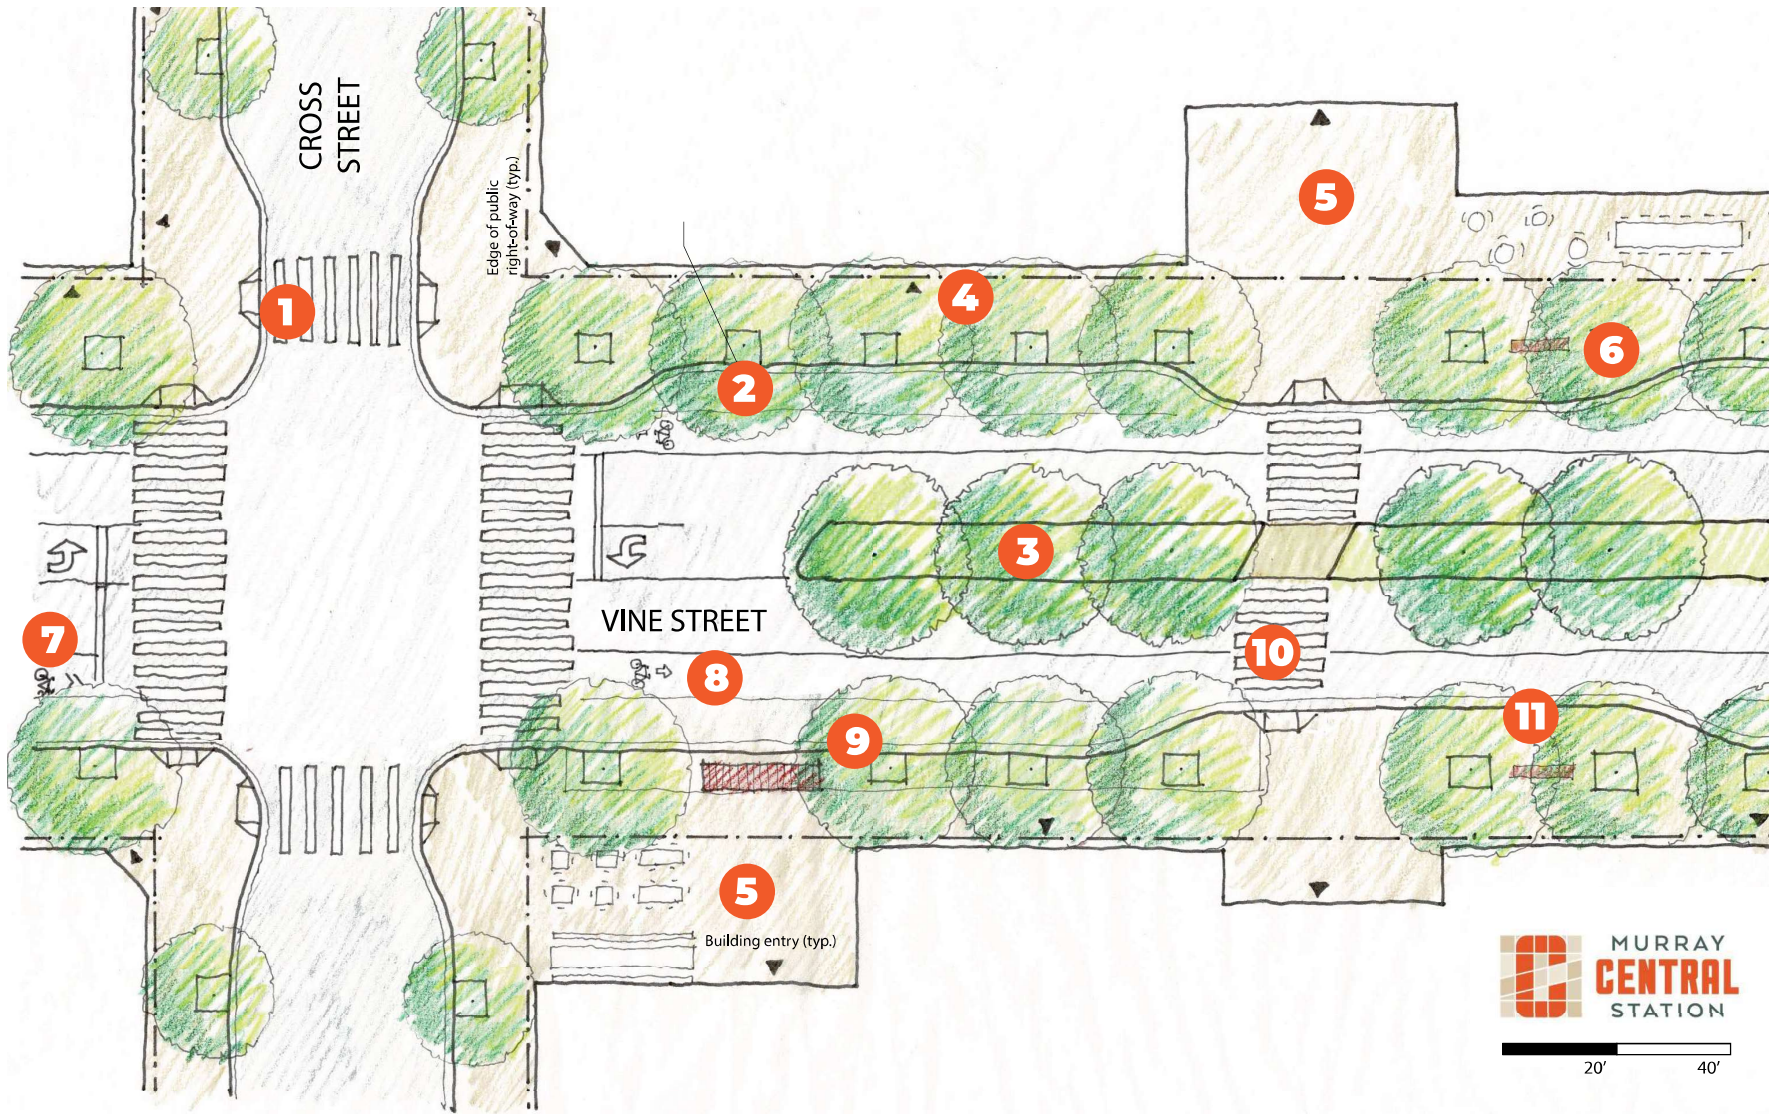 CROSS
STREET
Edge of public
right-of-way (typ.)
5
1
4
2
6
3
7
VINE STREET
8
10
11
9
5
Building entry (typ.)
MURRAY
CENTRAL
STATION
20’
40’